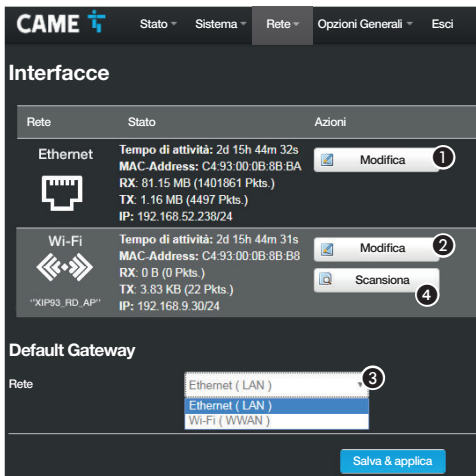 CAME
Stato Sistema Rete Opzioni Generali Esci
Interfacce
Rete Stato Azioni
Ethernet
Tempo di attività: 2d 15h 44m 32s
MAC-Address: C4:93:00:0B:8B:BA
RX: 81.15 MB (1401861 Pkts.)
TX: 1.16 MB (4497 Pkts.)
IP: 192.168.52.238/24
Modifica 1
Wi-Fi
"XIP93_RD_AP"
Tempo di attività: 2d 15h 44m 31s
MAC-Address: C4:93:00:0B:8B:B8
RX: 0 B (0 Pkts.)
TX: 3.83 KB (22 Pkts.)
IP: 192.168.9.30/24
Modifica 2
Scansiona 4
Default Gateway
Rete
Ethernet ( LAN ) 3
Ethernet ( LAN )
Wi-Fi ( WWAN )
Salva & applica